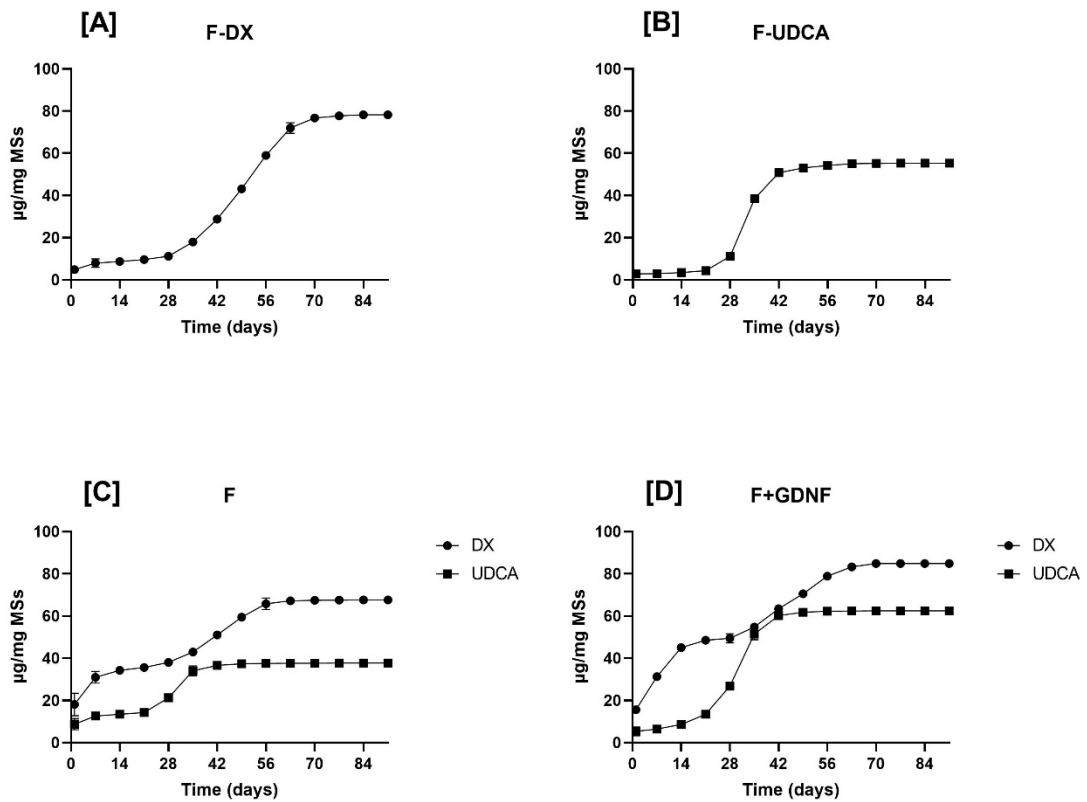 [A]
F-DX
100
80
60
40
20
0
µg/mg MSs
0 14 28 42 56 70 84
Time (days)
[B]
F-UDCA
100
80
60
40
20
0
µg/mg MSs
0 14 28 42 56 70 84
Time (days)
[C]
F
100
80
60
40
20
0
µg/mg MSs
0 14 28 42 56 70 84
Time (days)
DX
UDCA
[D]
F+GDNF
100
80
60
40
20
0
µg/mg MSs
0 14 28 42 56 70 84
Time (days)
DX
UDCA